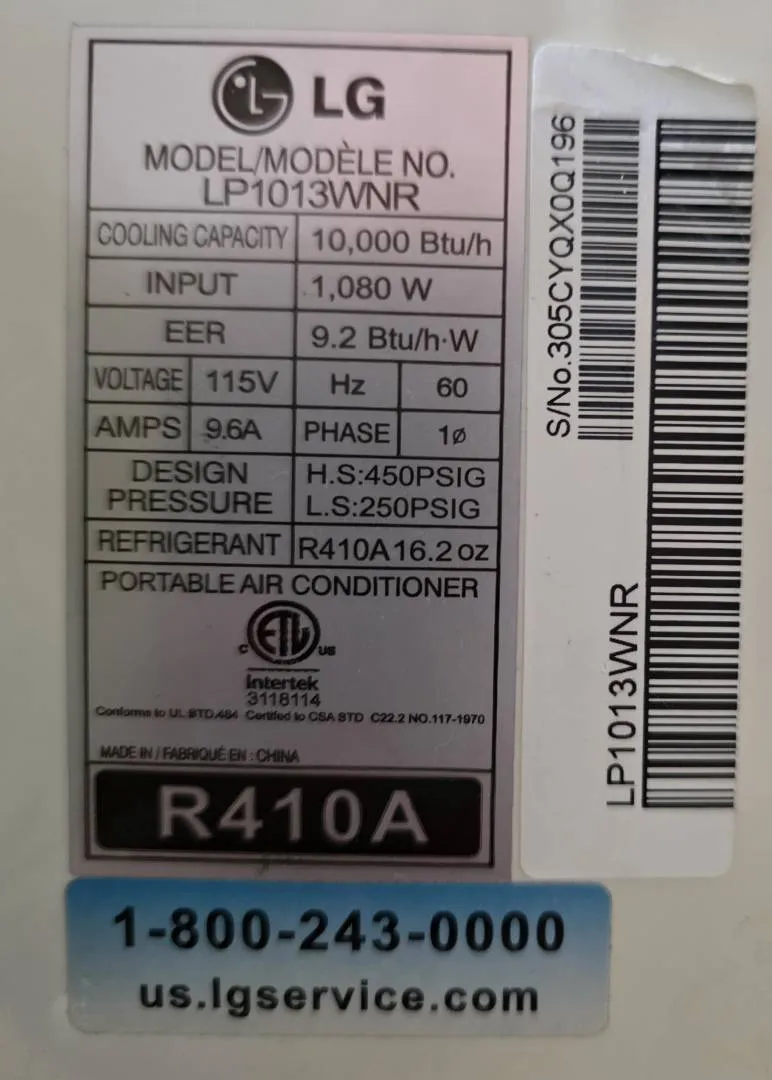 LG
MODEL/MODÈLE NO.
LP1013WNR
COOLING CAPACITY 10,000 Btu/h
INPUT 1,080 W
EER 9.2 Btu/h·W
VOLTAGE 115V Hz 60
AMPS 9.6A PHASE 1ø
DESIGN PRESSURE H.S:450PSIG
L.S:250PSIG
REFRIGERANT R410A 16.2 oz
PORTABLE AIR CONDITIONER
C ETL US
Intertek
3118114
Conforms to UL STD.484 Certified to CSA STD C22.2 NO.117-1970
MADE IN / FABRIQUÉ EN : CHINA
R410A
S/No.305CYQX0Q196
LP1013WNR
1-800-243-0000
us.lgservice.com